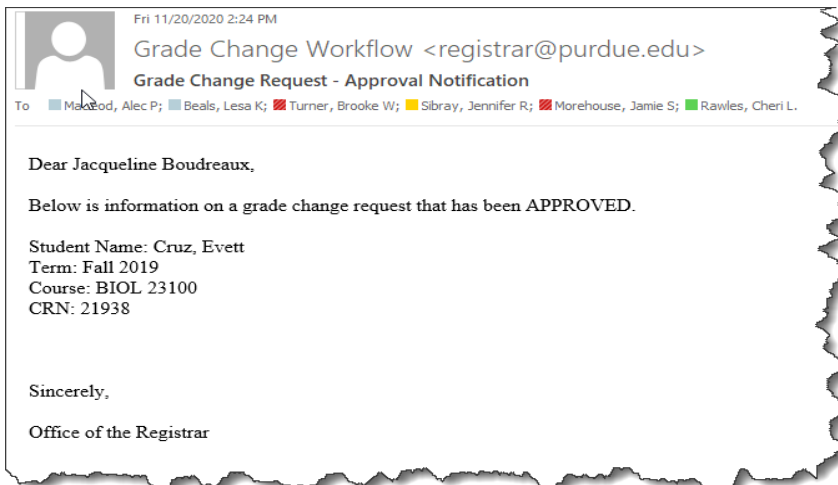 Fri 11/20/2020 2:24 PM
Grade Change Workflow <registrar@purdue.edu>
Grade Change Request - Approval Notification
To Alec P; Beals, Lesa K; Turner, Brooke W; Sibray, Jennifer R; Morehouse, Jamie S; Rawles, Cheri L.
Dear Jacqueline Boudreaux,
Below is information on a grade change request that has been APPROVED.
Student Name: Cruz, Evett
Term: Fall 2019
Course: BIOL 23100
CRN: 21938
Sincerely,
Office of the Registrar